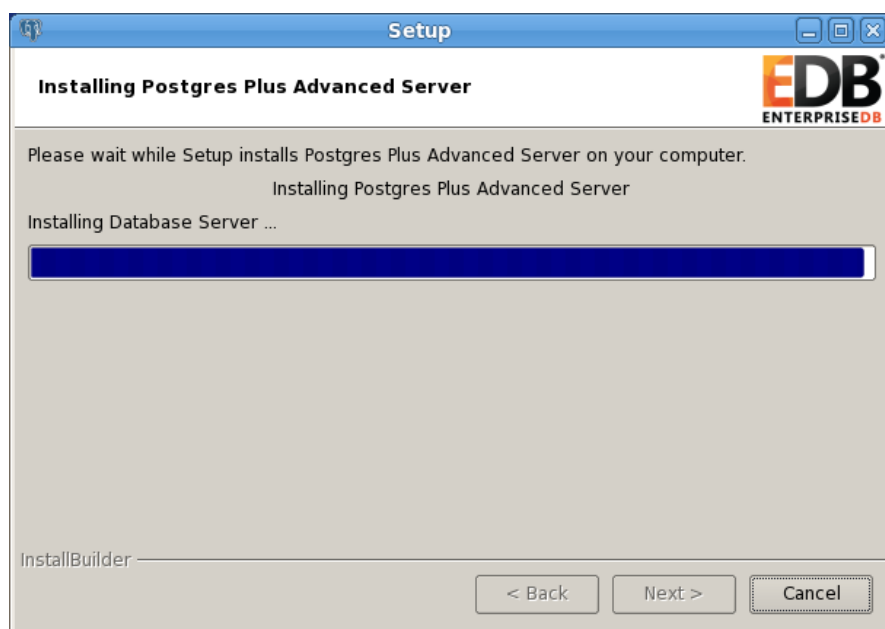 Setup
Installing Postgres Plus Advanced Server
EDB
ENTERPRISEDB
Please wait while Setup installs Postgres Plus Advanced Server on your computer.
Installing Postgres Plus Advanced Server
Installing Database Server ...
InstallBuilder
< Back Next > Cancel